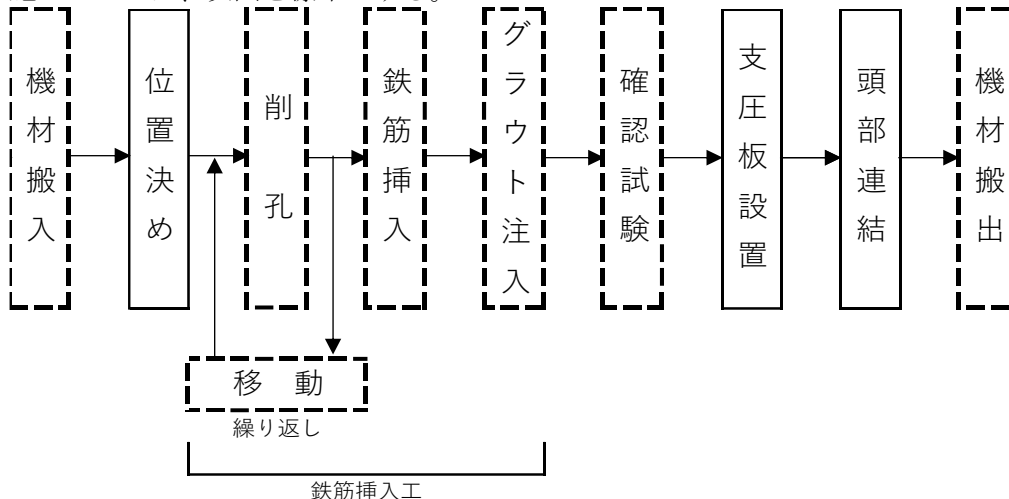 機材搬入
位置決め
削孔
鉄筋挿入
グラウト注入
確認試験
支圧板設置
頭部連結
機材搬出
移動
繰り返し
鉄筋挿入工